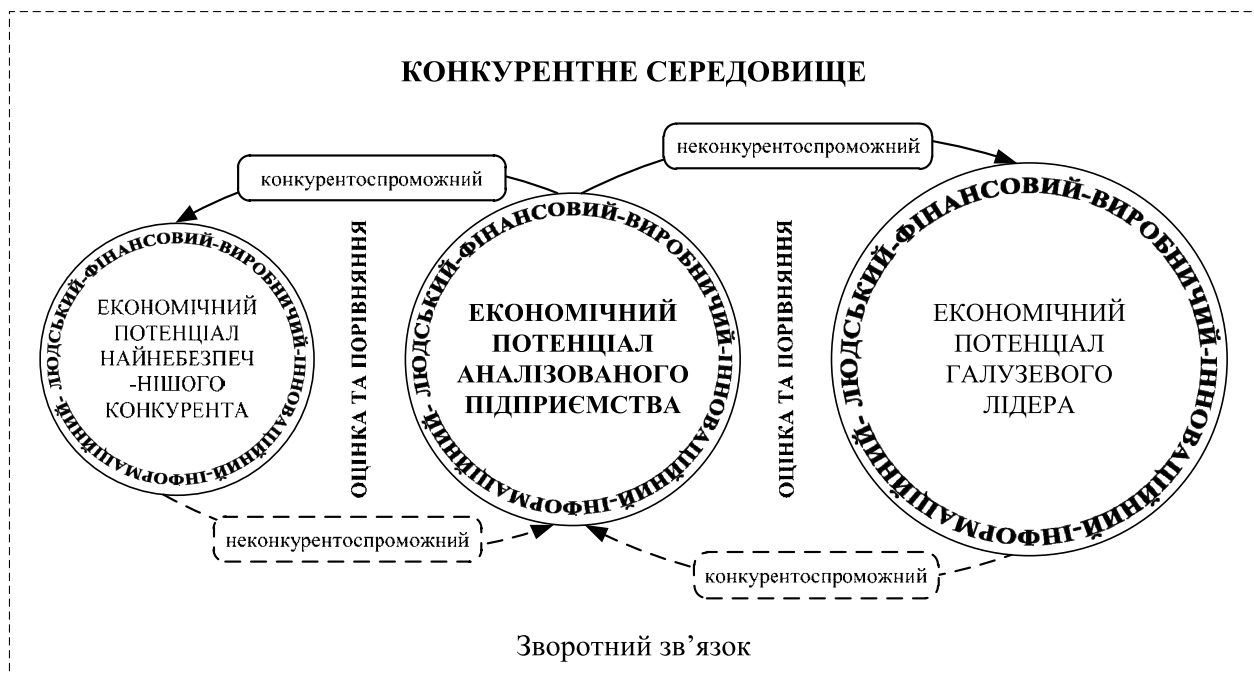 КОНКУРЕНТНЕ СЕРЕДОВИЩЕ
неконкурентоспроможний
конкурентоспроможний
ЛЮДСЬКИЙ-ФІНАНСОВИЙ-ВИРОБНИЧИЙ-ІННОВАЦІЙНИЙ-ІНФОРМАЦІЙНИЙ-
ЕКОНОМІЧНИЙ
ПОТЕНЦІАЛ
НАЙНЕБЕЗПЕЧ
-НІШОГО
КОНКУРЕНТА
ОЦІНКА ТА ПОРІВНЯННЯ
ЛЮДСЬКИЙ-ФІНАНСОВИЙ-ВИРОБНИЧИЙ-ІННОВАЦІЙНИЙ-ІНФОРМАЦІЙНИЙ-
ЕКОНОМІЧНИЙ
ПОТЕНЦІАЛ
АНАЛІЗОВАНОГО
ПІДПРИЄМСТВА
ОЦІНКА ТА ПОРІВНЯННЯ
ЛЮДСЬКИЙ-ФІНАНСОВИЙ-ВИРОБНИЧИЙ-ІННОВАЦІЙНИЙ-ІНФОРМАЦІЙНИЙ-
ЕКОНОМІЧНИЙ
ПОТЕНЦІАЛ
ГАЛУЗЕВОГО
ЛІДЕРА
неконкурентоспроможний
конкурентоспроможний
Зворотний зв’язок